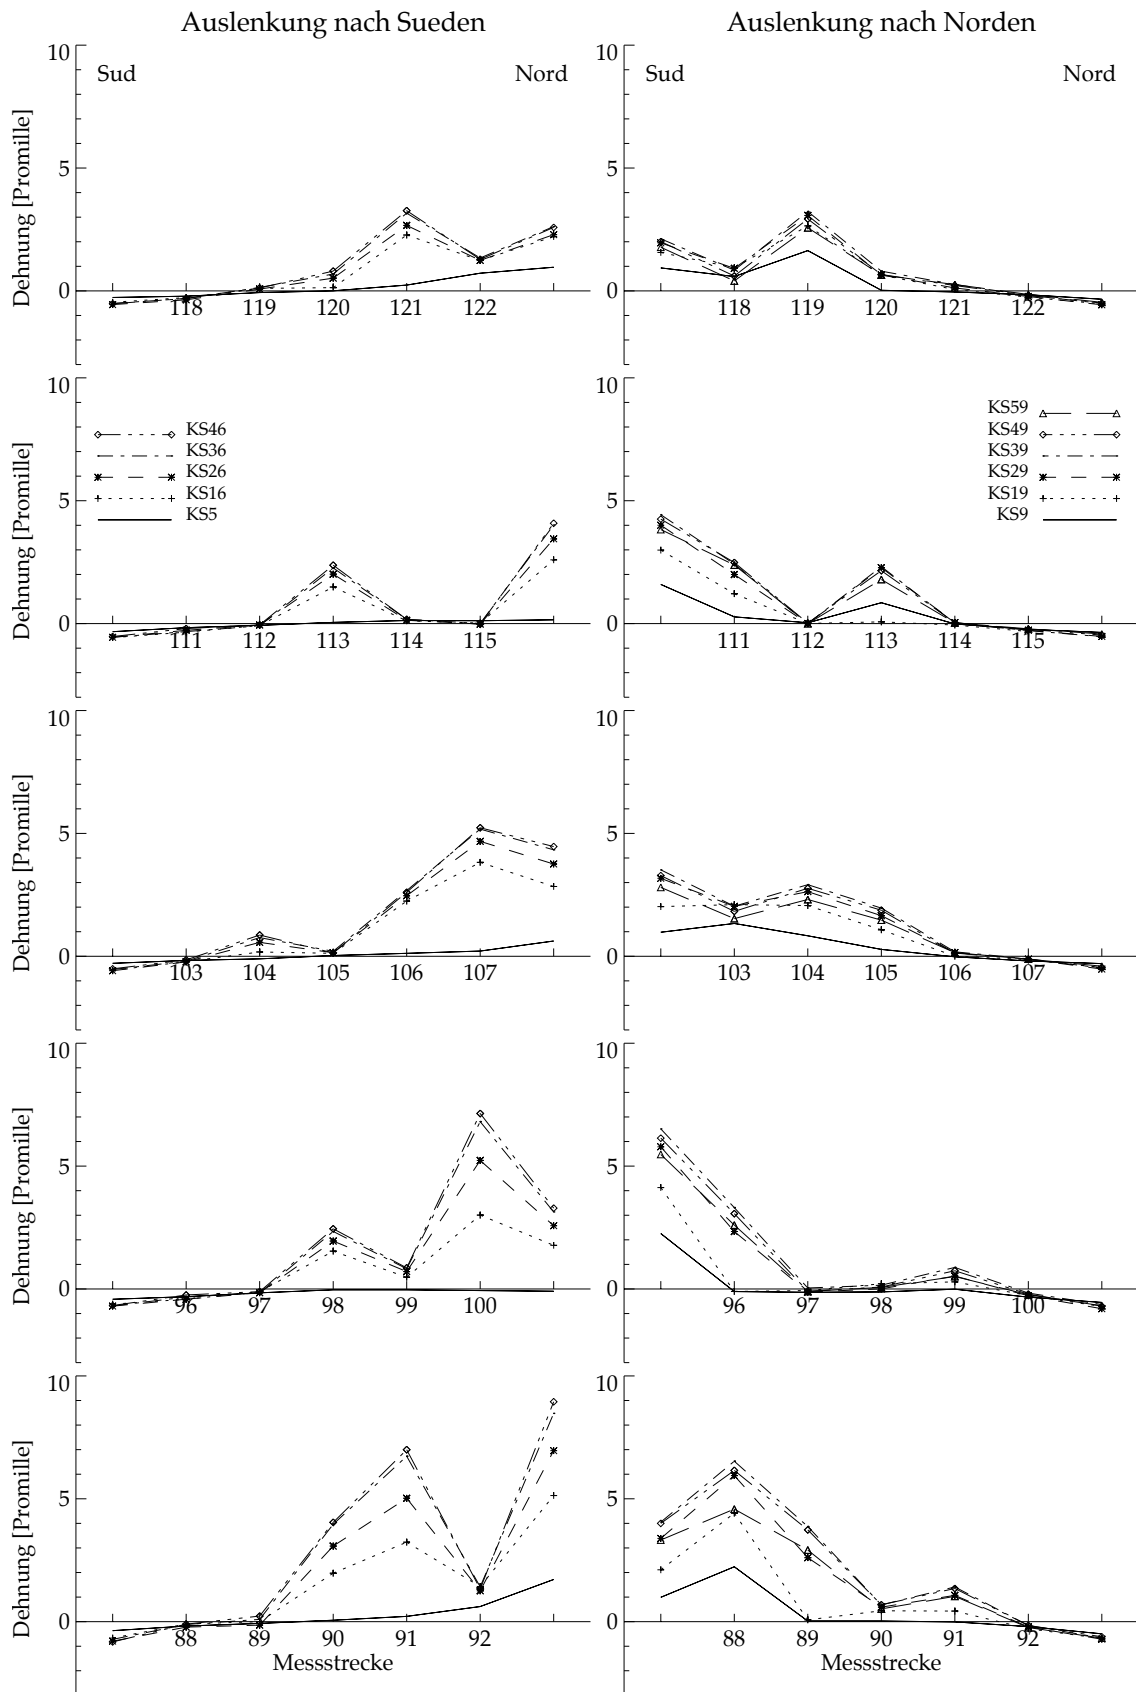 Auslenkung nach Sueden
Auslenkung nach Norden
10
Sud
Nord
5
0
Dehnung [Promille]
118 119 120 121 122
10
Sud
Nord
5
0
118 119 120 121 122
10
KS46
KS36
KS26
KS16
KS5
5
0
Dehnung [Promille]
111 112 113 114 115
10
KS59
KS49
KS39
KS29
KS19
KS9
5
0
111 112 113 114 115
10
5
0
Dehnung [Promille]
103 104 105 106 107
10
5
0
103 104 105 106 107
10
5
0
Dehnung [Promille]
96 97 98 99 100
10
5
0
96 97 98 99 100
10
5
0
Dehnung [Promille]
88 89 90 91 92
Messstrecke
10
5
0
88 89 90 91 92
Messstrecke